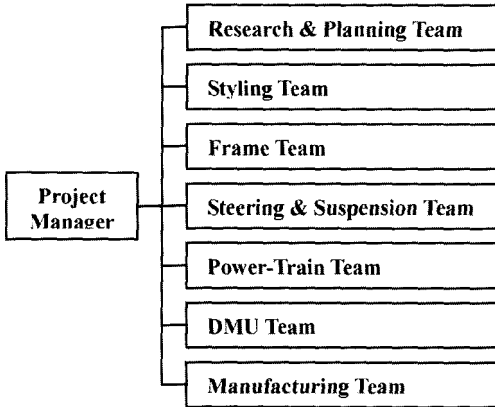 Research & Planning Team
Styling Team
Frame Team
Project
Manager
Steering & Suspension Team
Power-Train Team
DMU Team
Manufacturing Team